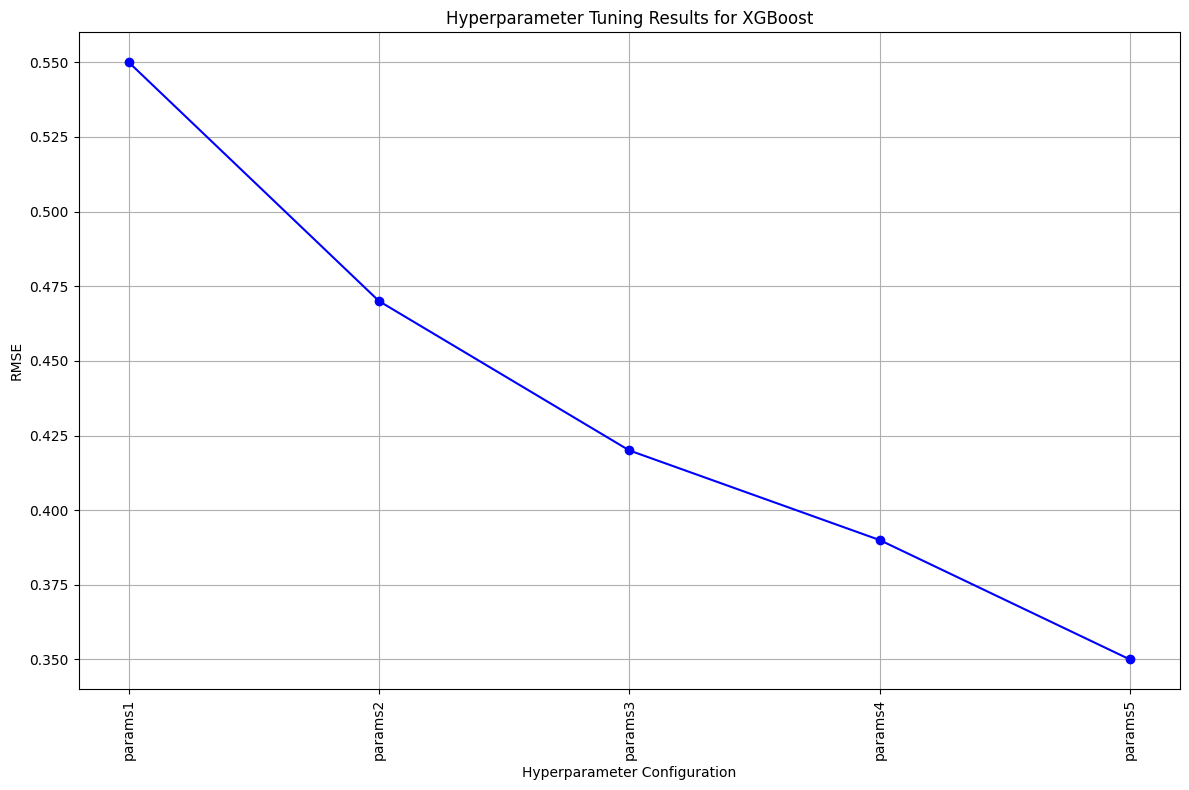 Hyperparameter Tuning Results for XGBoost
0.550
0.525
0.500
0.475
0.450
0.425
0.400
0.375
0.350
RMSE
params1
params2
params3
params4
params5
Hyperparameter Configuration